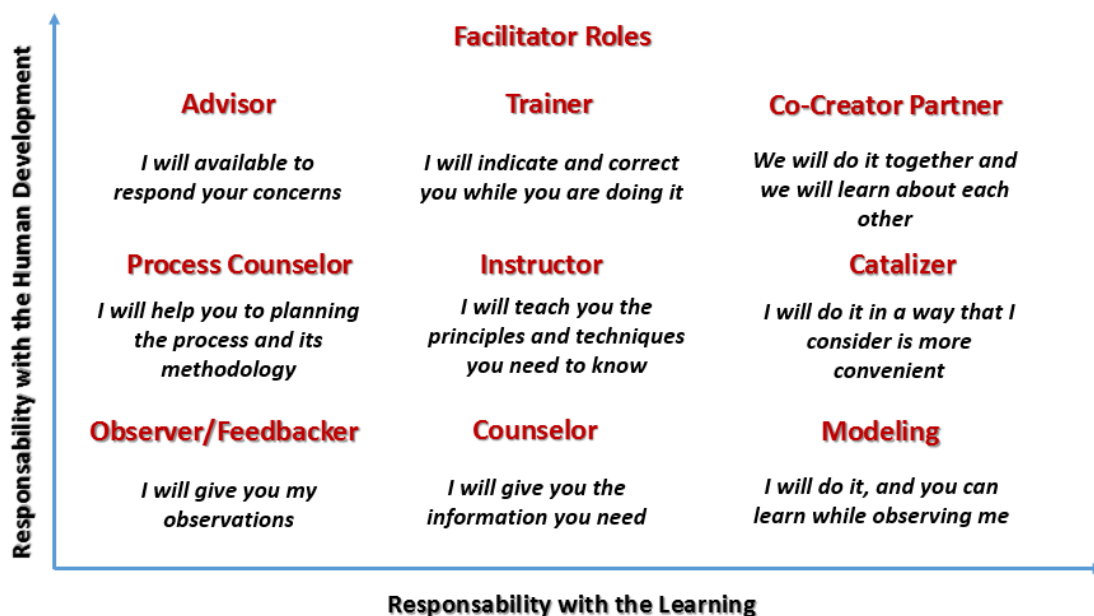 Facilitator Roles
Responsability with the Human Development
Advisor
I will available to
respond your concerns
Trainer
I will indicate and correct
you while you are doing it
Co-Creator Partner
We will do it together and
we will learn about each
other
Process Counselor
I will help you to planning
the process and its
methodology
Instructor
I will teach you the
principles and techniques
you need to know
Catalizer
I will do it in a way that I
consider is more
convenient
Observer/Feedbacker
I will give you my
observations
Counselor
I will give you the
information you need
Modeling
I will do it, and you can
learn while observing me
Responsability with the Learning